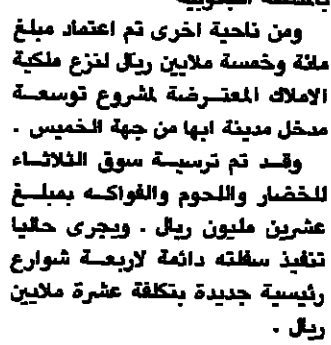 ومن ناحية اخرى تم اعتماد مبلغ
مائة وخمسة ملايين ريال لنزع ملكية
الاملاك المعترضة لمشروع توسعة
مدخل مدينة ابها من جهة الخميس .
وقد تم ترسية سوق الثلاثاء
للخضار واللحوم والفواكه بمبلغ
عشرين مليون ريال . ويجرى حاليا
تنفيذ سفلته دائمة لاربعة شوارع
رئيسية جديدة بتكلفة عشرة ملايين
ريال .